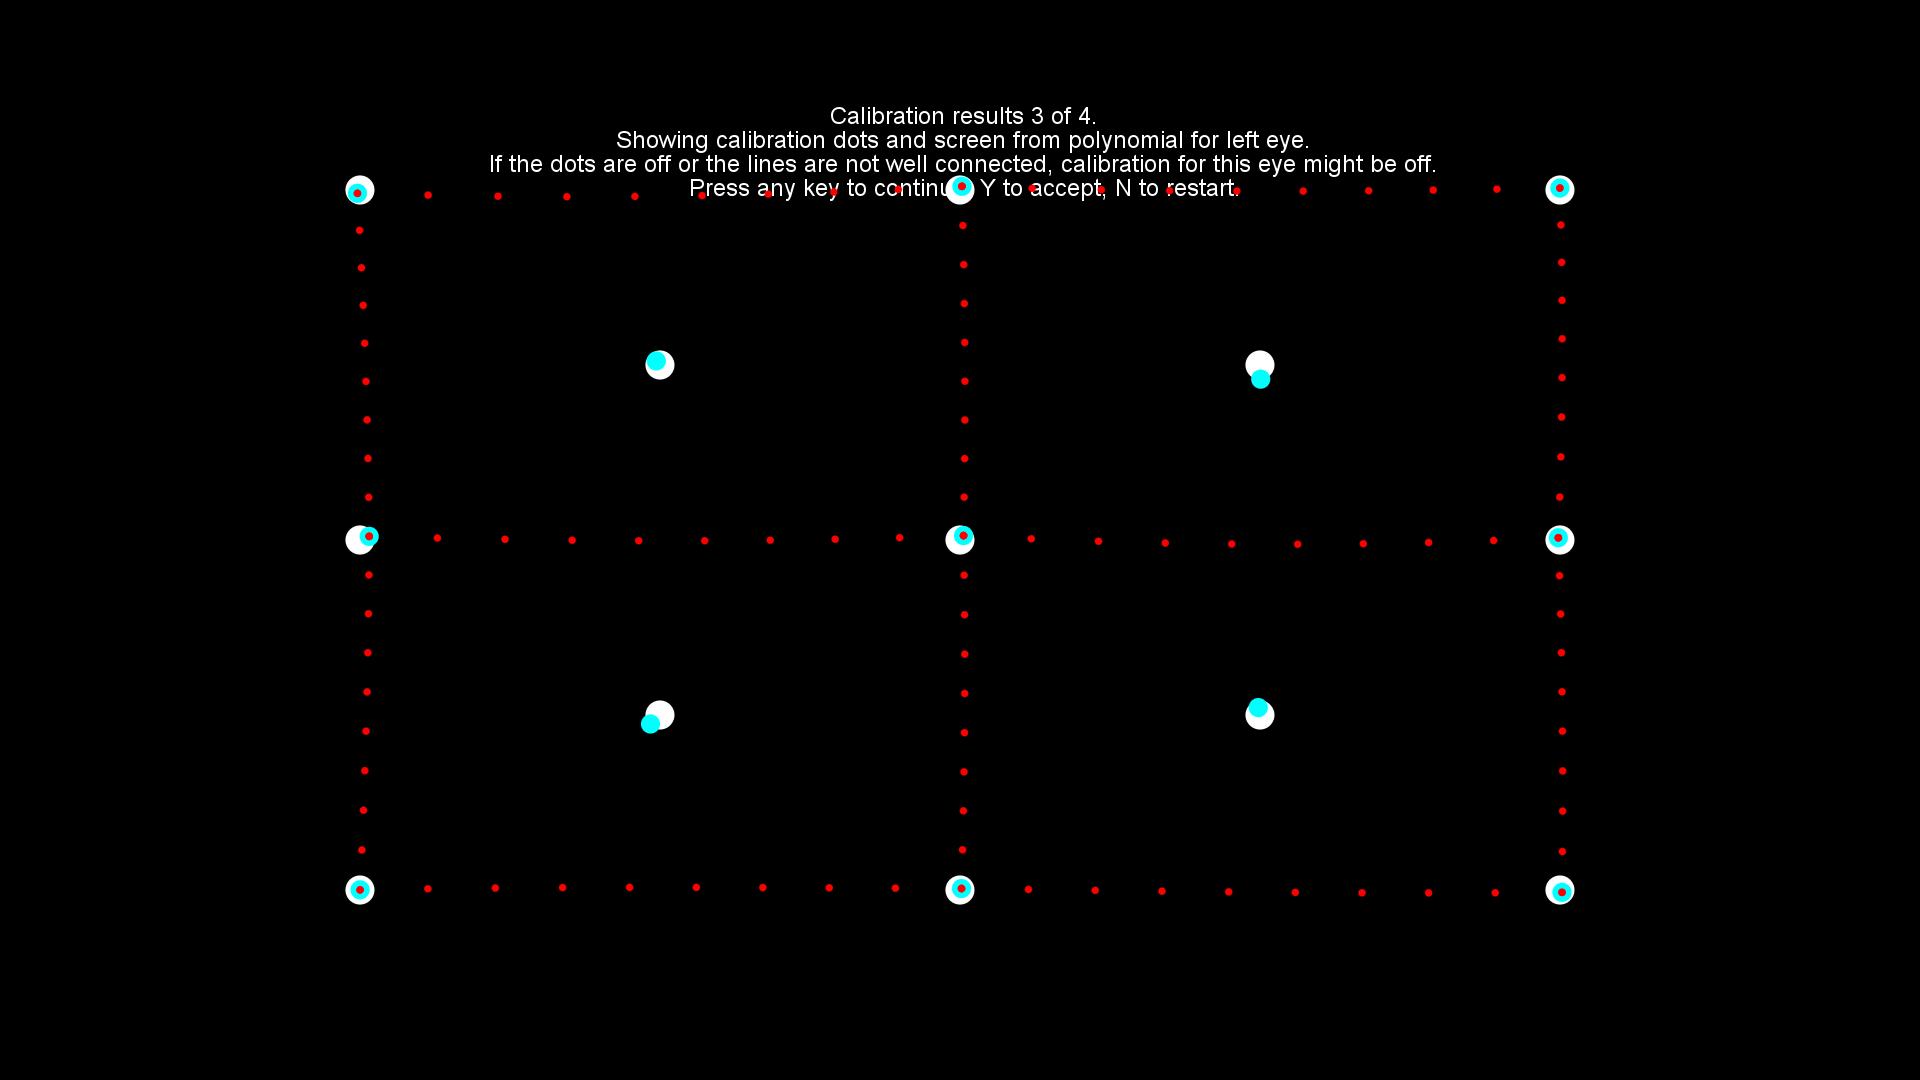 Calibration results 3 of 4.
Showing calibration dots and screen from polynomial for left eye.
If the dots are off or the lines are not well connected, calibration for this eye might be off.
Press any key to continue, Y to accept, N to restart.